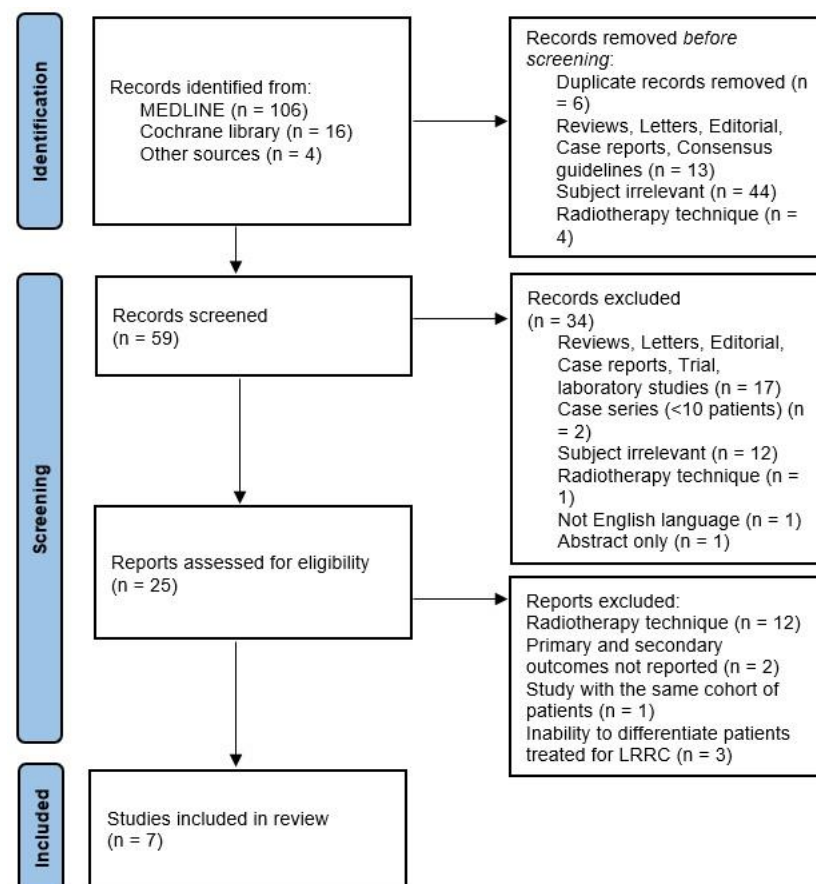 Identification
Records identified from:
MEDLINE (n = 106)
Cochrane library (n = 16)
Other sources (n = 4)
Records removed before
screening:
Duplicate records removed (n
= 6)
Reviews, Letters, Editorial,
Case reports, Consensus
guidelines (n = 13)
Subject irrelevant (n = 44)
Radiotherapy technique (n =
4)
Screening
Records screened
(n = 59)
Records excluded
(n = 34)
Reviews, Letters, Editorial,
Case reports, Trial,
laboratory studies (n = 17)
Case series (<10 patients) (n
= 2)
Subject irrelevant (n = 12)
Radiotherapy technique (n =
1)
Not English language (n = 1)
Abstract only (n = 1)
Reports assessed for eligibility
(n = 25)
Reports excluded:
Radiotherapy technique (n = 12)
Primary and secondary
outcomes not reported (n = 2)
Study with the same cohort of
patients (n = 1)
Inability to differentiate patients
treated for LRRC (n = 3)
Included
Studies included in review
(n = 7)